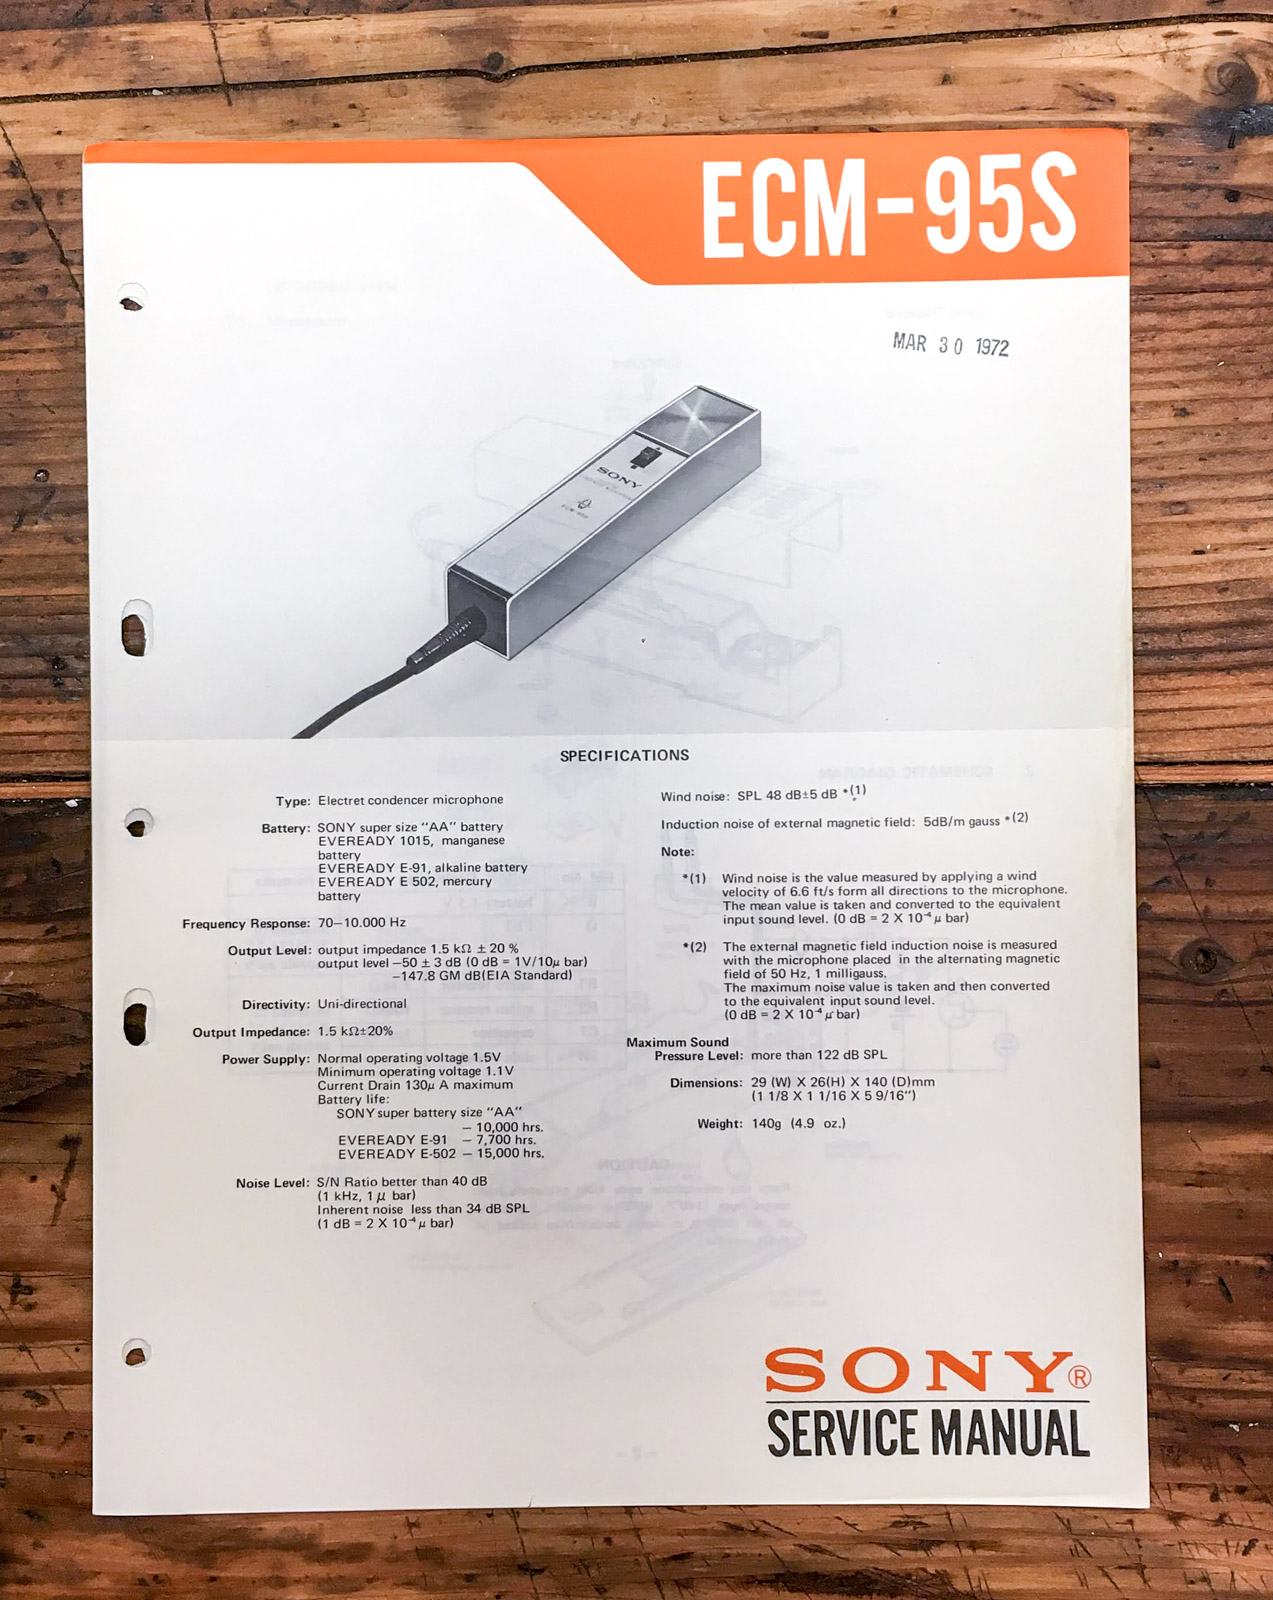 ECM-95S
MAR 30 1972
SONY
SPECIFICATIONS
Type: Electret condencer microphone
Battery: SONY super size "AA" battery
EVEREADY 1015, manganese
battery
EVEREADY E-91, alkaline battery
EVEREADY E 502, mercury
battery
Frequency Response: 70–10.000 Hz
Output Level: output impedance 1.5 kΩ ± 20 %
output level –50 ± 3 dB (0 dB = 1V/10μ bar)
–147.8 GM dB(EIA Standard)
Directivity: Uni-directional
Output Impedance: 1.5 kΩ±20%
Power Supply: Normal operating voltage 1.5V
Minimum operating voltage 1.1V
Current Drain 130μ A maximum
Battery life:
SONY super battery size "AA"
– 10,000 hrs.
EVEREADY E-91 – 7,700 hrs.
EVEREADY E-502 – 15,000 hrs.
Noise Level: S/N Ratio better than 40 dB
(1 kHz, 1 μ bar)
Inherent noise less than 34 dB SPL
(1 dB = 2 X 10⁻⁴ μ bar)
Wind noise: SPL 48 dB±5 dB *(1)
Induction noise of external magnetic field: 5dB/m gauss *(2)
Note:
*(1) Wind noise is the value measured by applying a wind
velocity of 6.6 ft/s form all directions to the microphone.
The mean value is taken and converted to the equivalent
input sound level. (0 dB = 2 X 10⁻⁴ μ bar)
*(2) The external magnetic field induction noise is measured
with the microphone placed in the alternating magnetic
field of 50 Hz, 1 milligauss.
The maximum noise value is taken and then converted
to the equivalent input sound level.
(0 dB = 2 X 10⁻⁴ μ bar)
Maximum Sound
Pressure Level: more than 122 dB SPL
Dimensions: 29 (W) X 26(H) X 140 (D)mm
(1 1/8 X 1 1/16 X 5 9/16")
Weight: 140g (4.9 oz.)
SONY®
SERVICE MANUAL